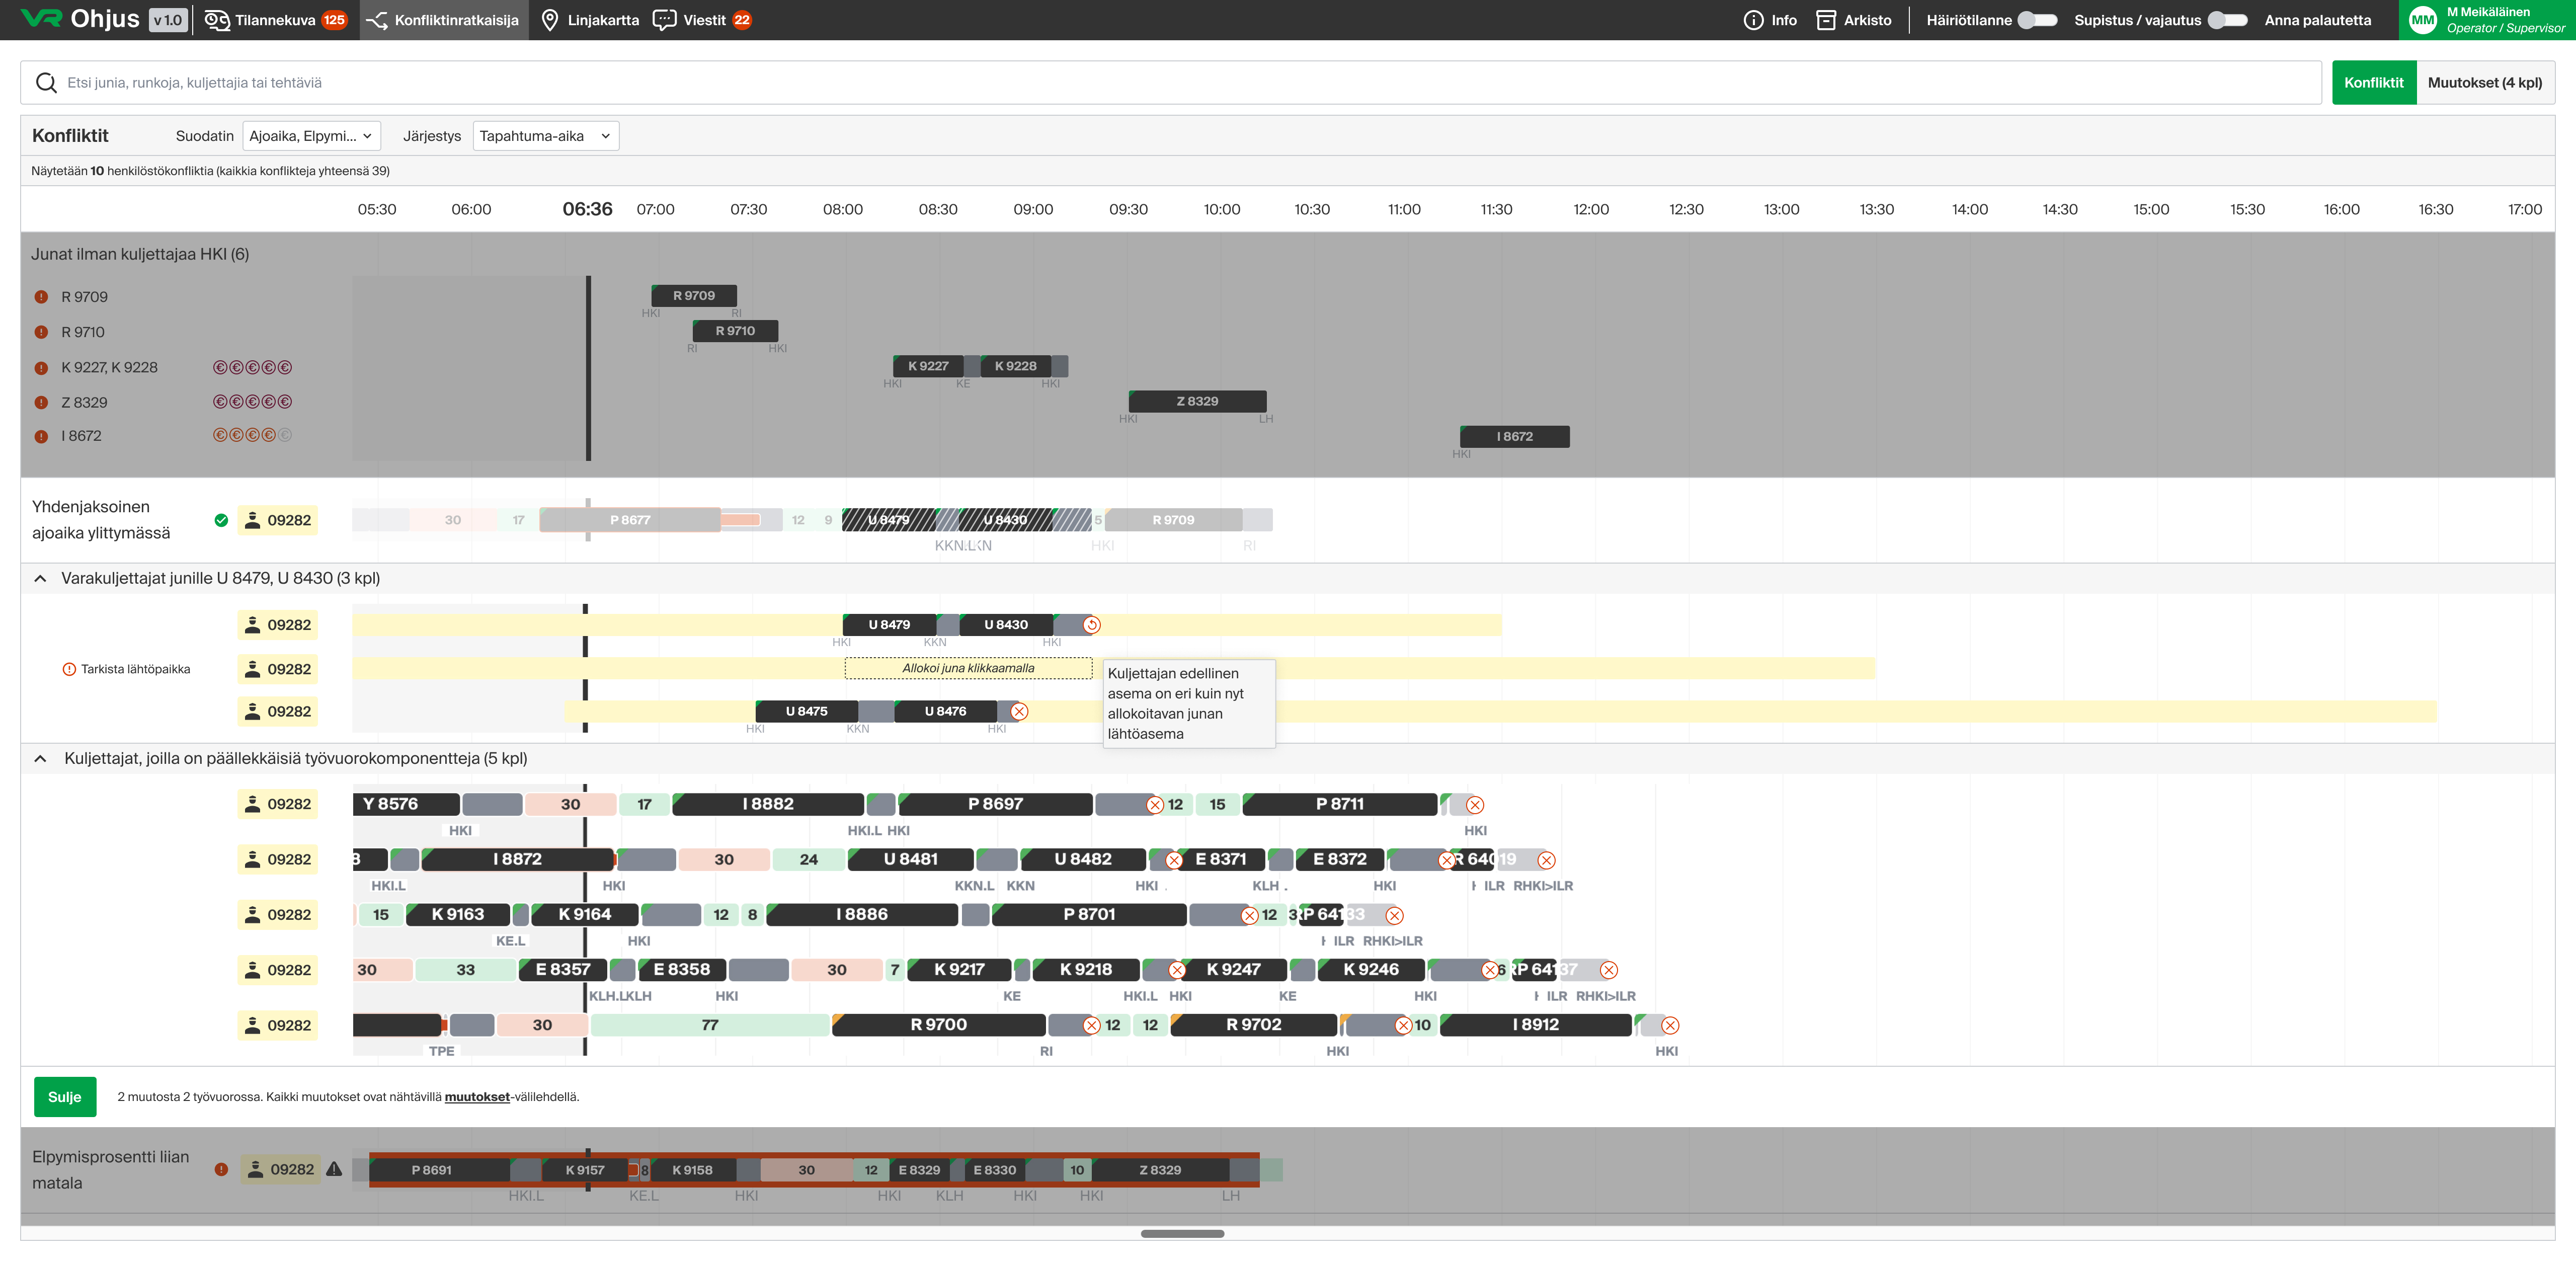 VR Ohjus v 1.0 Tilannekuva 125 Konfliktinratkaisija Linjakartta Viestit 22 Info Arkisto Häiriötilanne Supistus / vajautus Anna palautetta MM M Meikäläinen
Operator / Supervisor
Etsi junia, runkoja, kuljettajia tai tehtäviä Konfliktit Muutokset (4 kpl)
Konfliktit Suodatin Ajoaika, Elpymi... Järjestys Tapahtuma-aika
Näytetään 10 henkilöstökonfliktia (kaikkia konflikteja yhteensä 39)
05:30 06:00 06:36 07:00 07:30 08:00 08:30 09:00 09:30 10:00 10:30 11:00 11:30 12:00 12:30 13:00 13:30 14:00 14:30 15:00 15:30 16:00 16:30 17:00
Junat ilman kuljettajaa HKI (6)
R 9709 R 9709
HKI RI
R 9710 R 9710
RI HKI
K 9227, K 9228 €€€€€ K 9227 K 9228
HKI KE HKI
Z 8329 €€€€€ Z 8329
HKI LH
I 8672 €€€€€ I 8672
HKI
Yhdenjaksoinen
ajoaika ylittymässä 09282 30 17 P 8677 12 9 U 8479 U 8430 5 R 9709
KKN.L KKN HKI RI
Varakuljettajat junille U 8479, U 8430 (3 kpl)
09282 U 8479 U 8430
HKI KKN HKI
Tarkista lähtöpaikka 09282 Allokoi juna klikkaamalla
Kuljettajan edellinen
asema on eri kuin nyt
allokoitavan junan
lähtöasema
09282 U 8475 U 8476
HKI KKN HKI
Kuljettajat, joilla on päällekkäisiä työvuorokomponentteja (5 kpl)
09282 Y 8576 30 17 I 8882 P 8697 12 15 P 8711
HKI HKI.L HKI HKI
09282 8 I 8872 30 24 U 8481 U 8482 E 8371 E 8372 R 64019
HKI.L HKI KKN.L KKN HKI KLH HKI ILR RHKI>ILR
09282 15 K 9163 K 9164 12 8 I 8886 P 8701 12 3 RP 64133
KE.L HKI ILR RHKI>ILR
09282 30 33 E 8357 E 8358 30 7 K 9217 K 9218 K 9247 K 9246 6 RP 64137
KLH.L KLH HKI KE HKI.L HKI KE HKI ILR RHKI>ILR
09282 30 77 R 9700 12 12 R 9702 10 I 8912
TPE RI HKI HKI
Sulje 2 muutosta 2 työvuorossa. Kaikki muutokset ovat nähtävillä muutokset-välilehdellä.
Elpymisprosentti liian
matala 09282 P 8691 K 9157 8 K 9158 30 12 E 8329 E 8330 10 Z 8329
HKI.L KE.L HKI HKI KLH HKI HKI LH